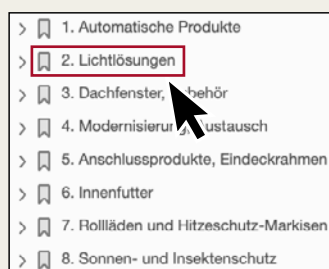 1. Automatische Produkte
2. Lichtlösungen
3. Dachfenster,
4. Modernisierung
5. Anschlussprodukte, Eindeckrahmen
6. Innenfutter
7. Rollläden und Hitzeschutz-Markisen
8. Sonnen- und Insektenschutz